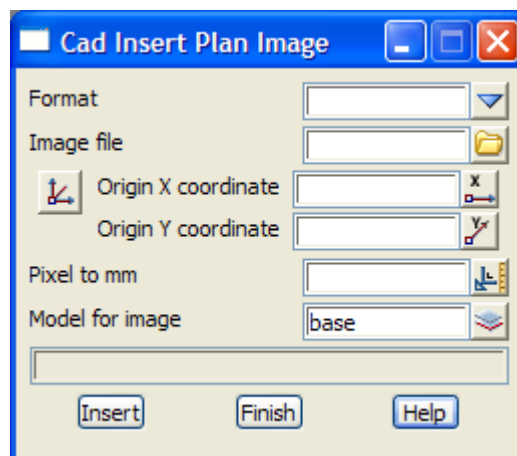 Cad Insert Plan Image
Format
Image file
Origin X coordinate X
Origin Y coordinate Y
Pixel to mm
Model for image base
Insert Finish Help